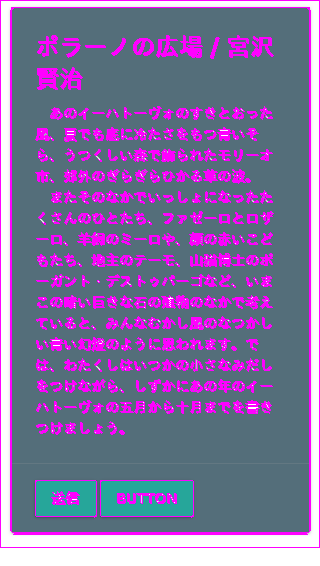 ポラーノの広場 / 宮沢
賢治
あのイーハトーヴォのすきとおった
風、夏でも底に冷たさをもつ青いそ
ら、うつくしい森で飾られたモリーオ
市、郊外のぎらぎらひかる草の波。
またそのなかでいっしょになったた
くさんのひとたち、ファゼーロとロザ
ーロ、羊飼のミーロや、顔の赤いこど
もたち、地主のテーモ、山猫博士のボ
ーガント・デストゥパーゴなど、いま
この暗い巨きな石の建物のなかで考え
ていると、みんなむかし風のなつかし
い青い幻燈のように思われます。で
は、わたくしはいつかの小さなみだし
をつけながら、しずかにあの年のイー
ハトーヴォの五月から十月までを書き
つけましょう。
送信 BUTTON